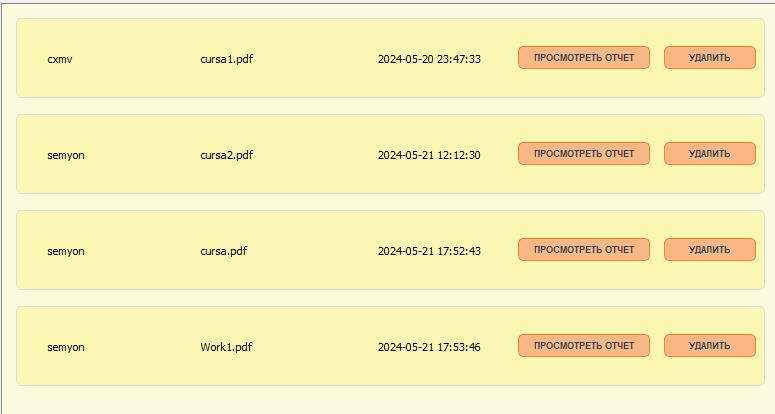 cxmv cursa1.pdf 2024-05-20 23:47:33 ПРОСМОТРЕТЬ ОТЧЕТ УДАЛИТЬ
semyon cursa2.pdf 2024-05-21 12:12:30 ПРОСМОТРЕТЬ ОТЧЕТ УДАЛИТЬ
semyon cursa.pdf 2024-05-21 17:52:43 ПРОСМОТРЕТЬ ОТЧЕТ УДАЛИТЬ
semyon Work1.pdf 2024-05-21 17:53:46 ПРОСМОТРЕТЬ ОТЧЕТ УДАЛИТЬ